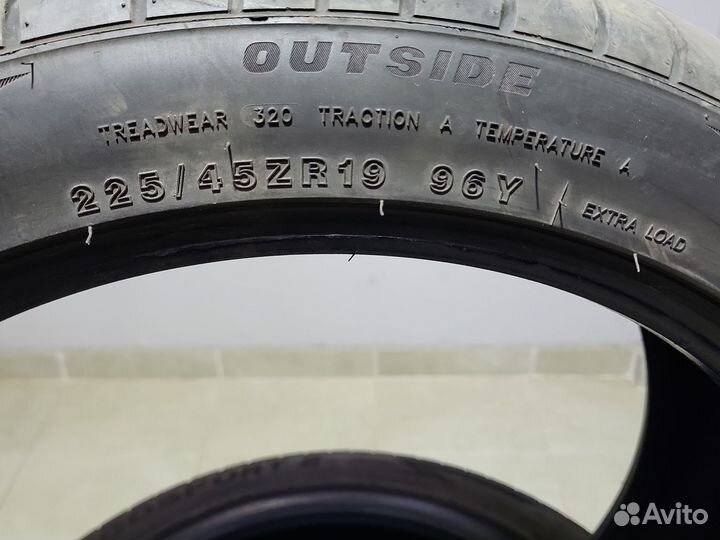 OUTSIDE
TREADWEAR 320 TRACTION A TEMPERATURE A
225/45ZR19 96Y EXTRA LOAD
Avito